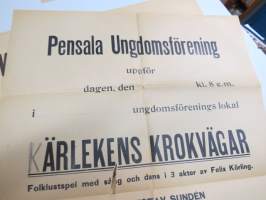 Pensala Ungdomsförening
uppför
dagen, den kl. 8 e.m.
i ungdomsförenings lokal
KÄRLEKENS KROKVÄGAR
Folklustspel med sång och dans i 3 akter av Felix Körling.
GUSTAV SUNDÉN